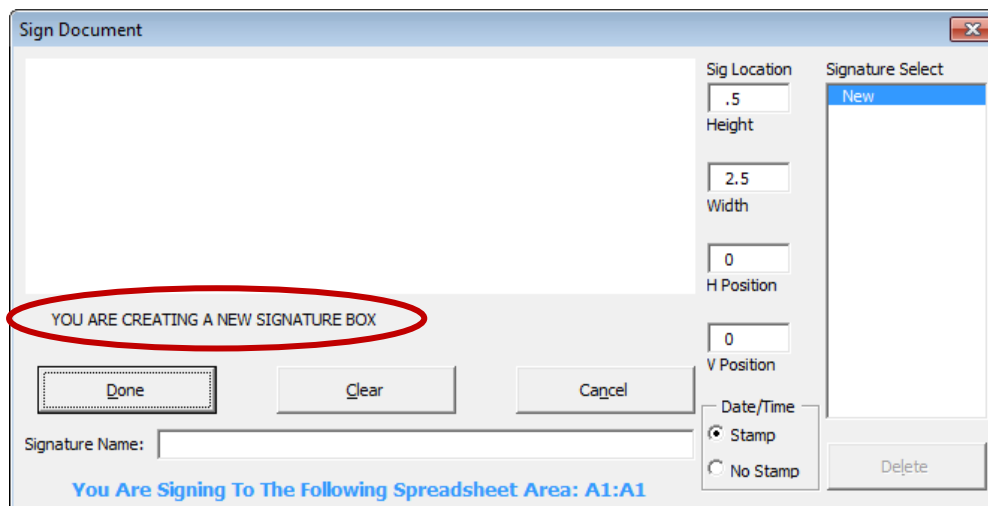 Sign Document
Sig Location
.5
Height
2.5
Width
0
H Position
0
V Position
Signature Select
New
YOU ARE CREATING A NEW SIGNATURE BOX
Done
Clear
Cancel
Date/Time
Stamp
No Stamp
Delete
Signature Name:
You Are Signing To The Following Spreadsheet Area: A1:A1